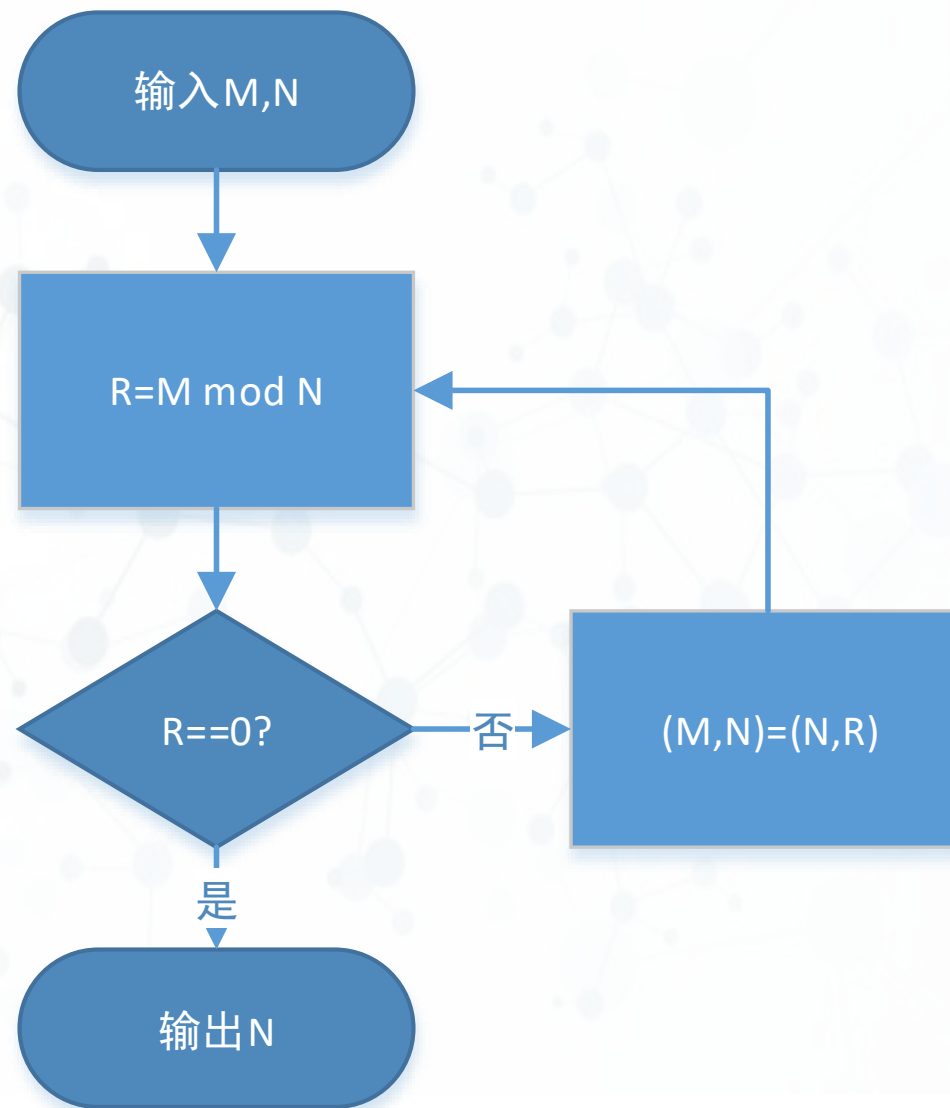 输入M,N
R=M mod N
R==0?
否
(M,N)=(N,R)
是
输出N